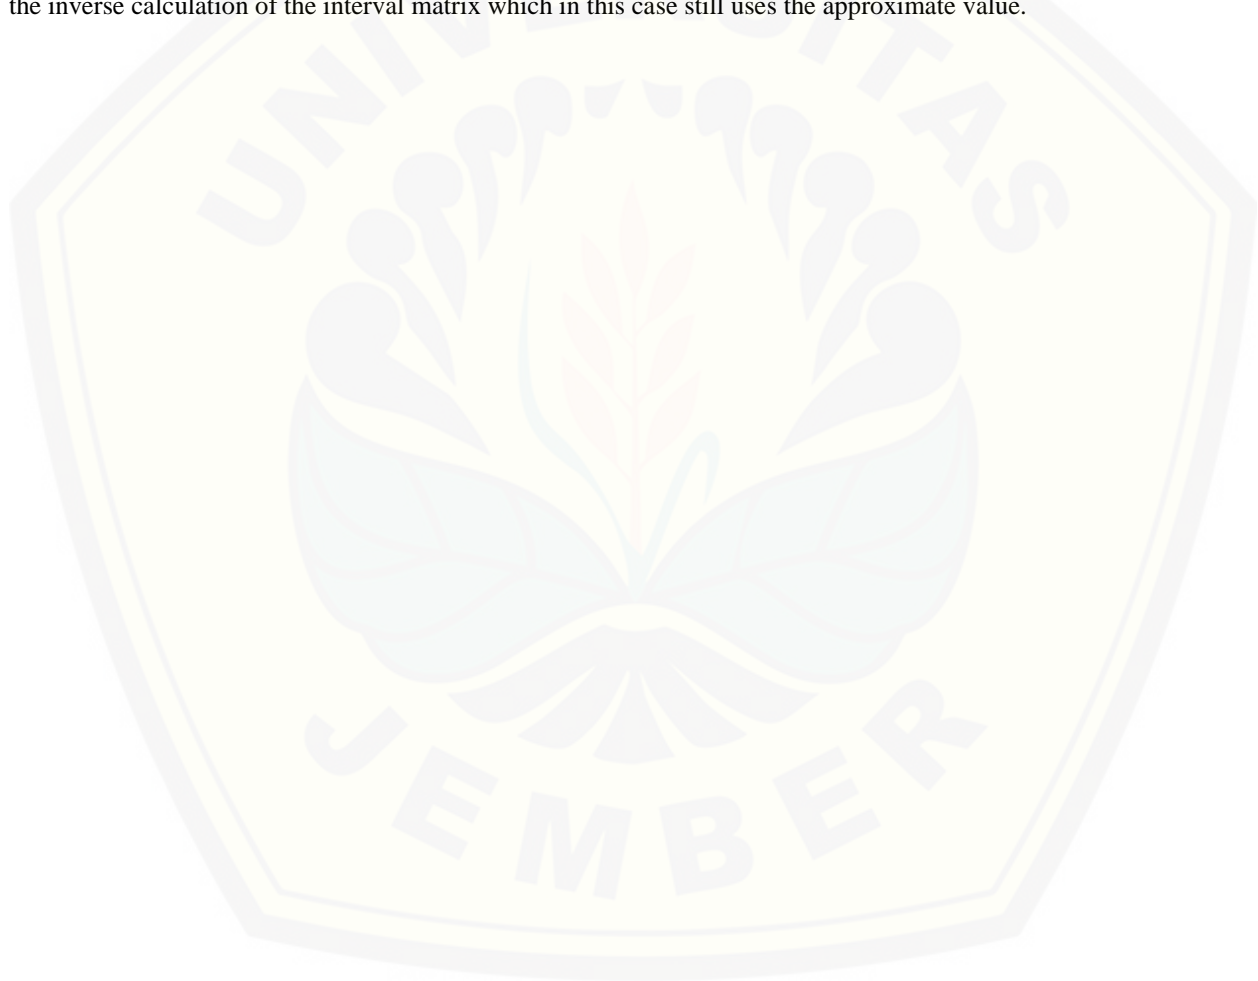 the inverse calculation of the interval matrix which in this case still uses the approximate value.
UNIVERSITAS
JEMBER